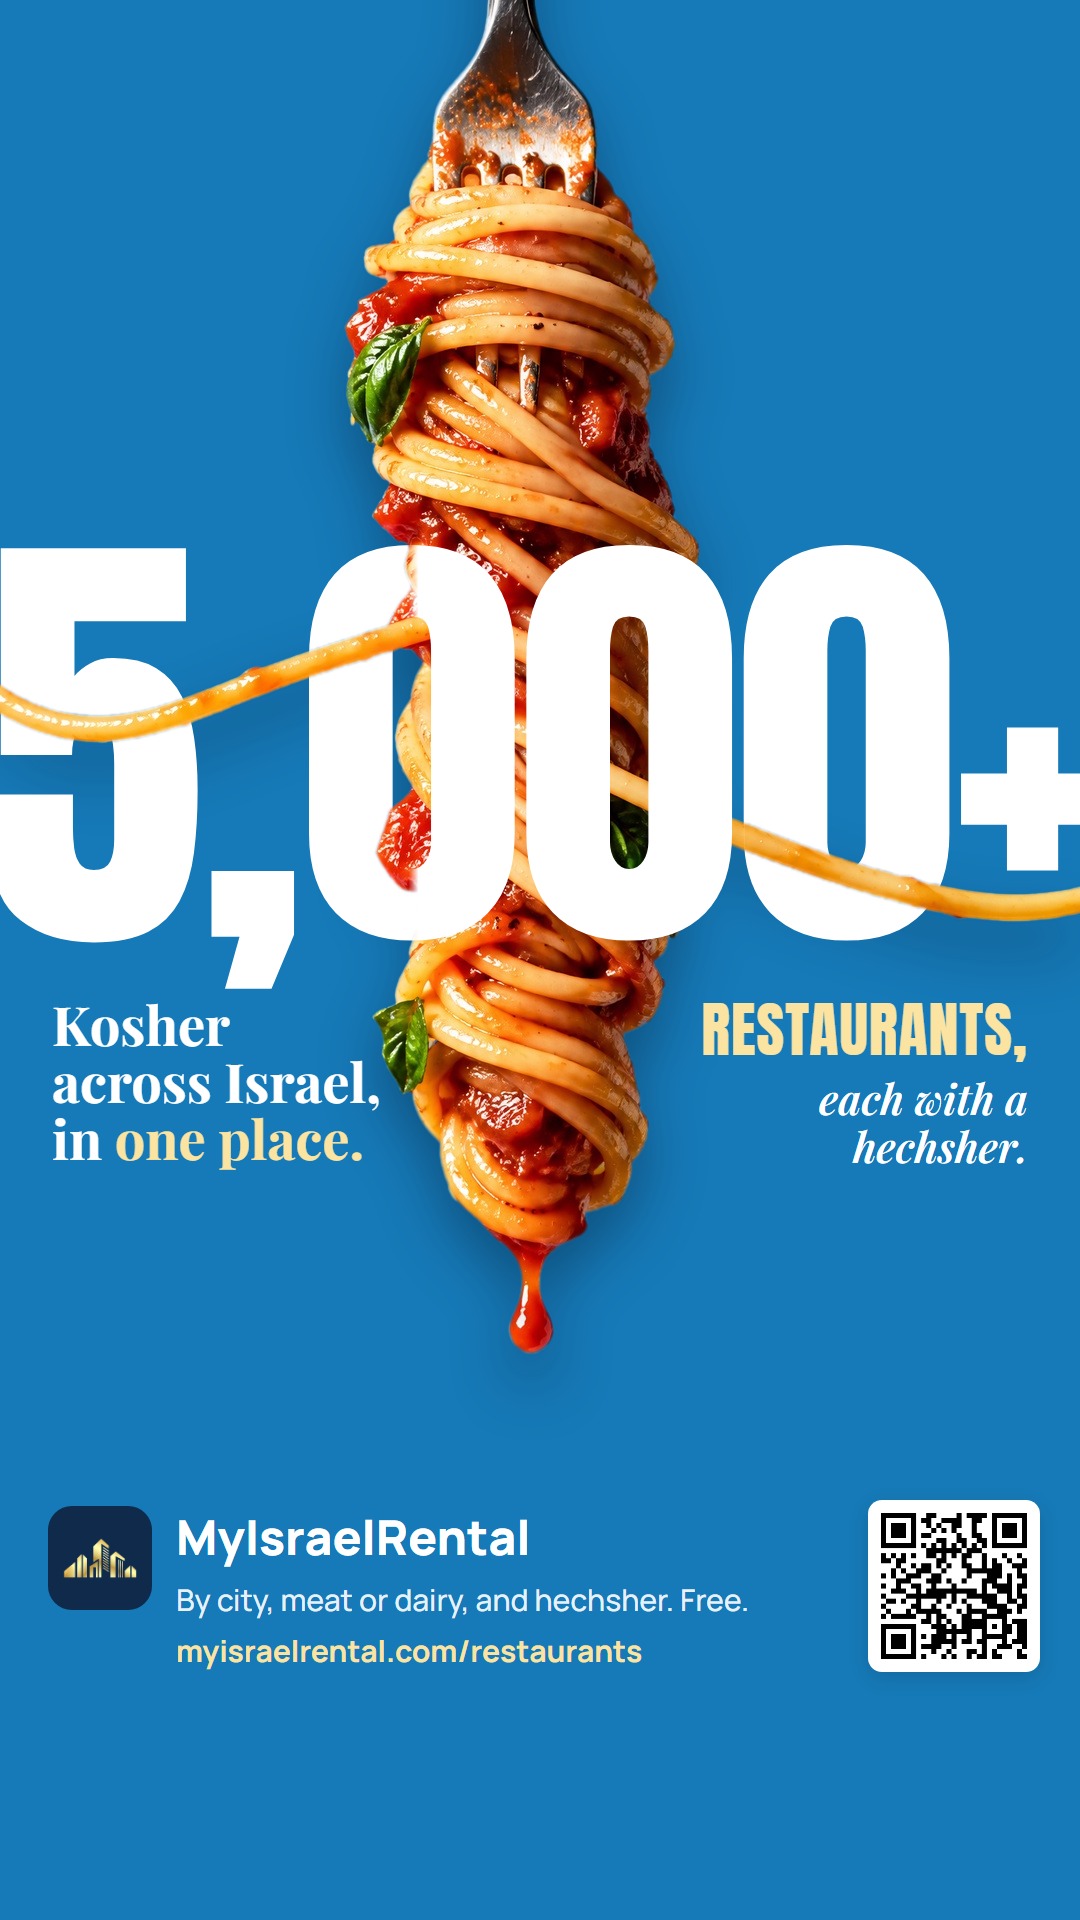 5,000+
Kosher
across Israel,
in one place.
RESTAURANTS,
each with a
hechsher.
MyIsraelRental
By city, meat or dairy, and hechsher. Free.
myisraelrental.com/restaurants